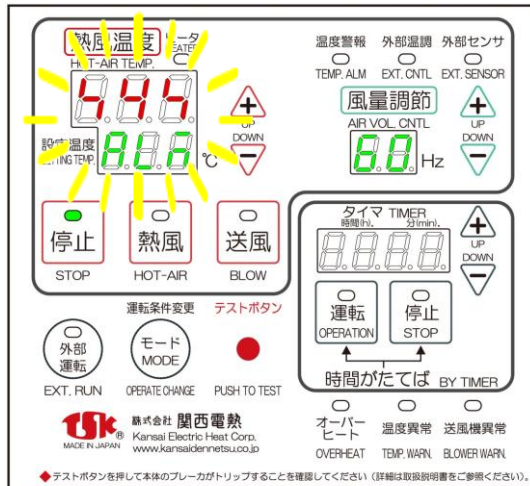 熱風温度 ヒータ
HOT-AIR TEMP. HEATER
555
設定温度
SETTING TEMP.
ALA
℃
UP
DOWN
温度警報 外部温調 外部センサ
TEMP. ALM EXT. CNTL EXT. SENSOR
風量調節
AIR VOL. CNTL
60 Hz
UP
DOWN
停止 熱風 送風
STOP HOT-AIR BLOW
タイマ TIMER
時間(h). 分(min).
8.8.8.8
UP
DOWN
運転 停止
OPERATION STOP
時間がたてば BY TIMER
運転条件変更 テストボタン
外部
運転
モード
MODE
EXT. RUN OPERATE CHANGE PUSH TO TEST
TSK®
MADE IN JAPAN
株式会社 関西電熱
Kansai Electric Heat Corp.
www.kansaidennetsu.co.jp
オーバー
ヒート 温度異常 送風機異常
OVERHEAT TEMP. WARN. BLOWER WARN.
◆テストボタンを押して本体のブレーカがトリップすることを確認してください（詳細は取扱説明書をご参照ください）。